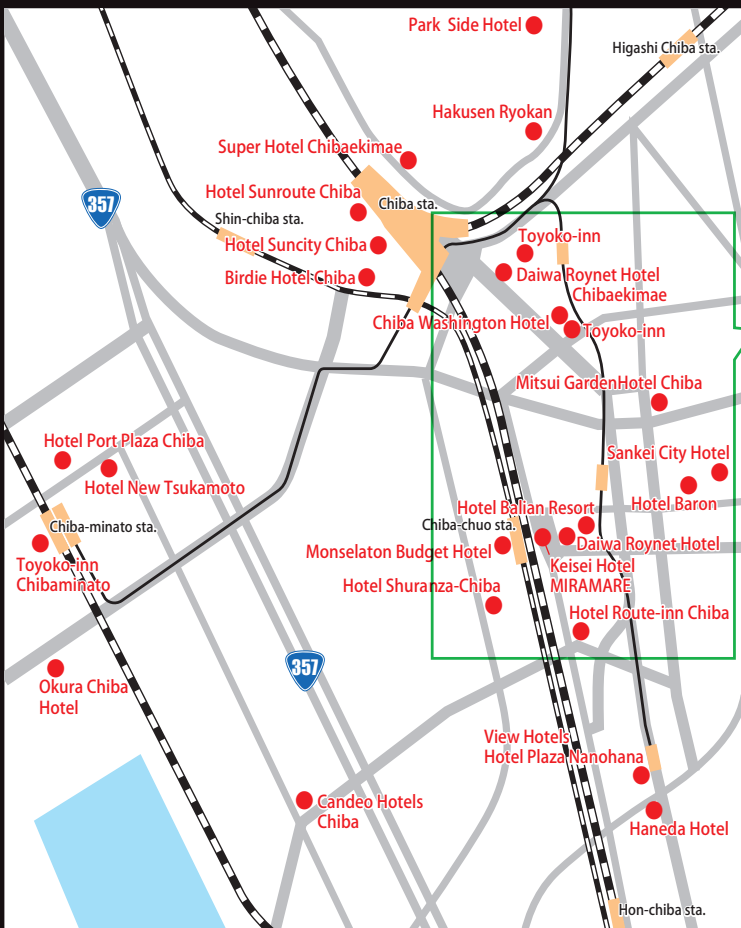 Park Side Hotel
Higashi Chiba sta.
Hakusen Ryokan
Super Hotel Chibaekimae
Hotel Sunroute Chiba
Chiba sta.
357
Shin-chiba sta.
Hotel Suncity Chiba
Toyoko-inn
Birdie Hotel Chiba
Daiwa Roynet Hotel
Chibaekimae
Chiba Washington Hotel
Toyoko-inn
Mitsui GardenHotel Chiba
Hotel Port Plaza Chiba
Sankei City Hotel
Hotel New Tsukamoto
Hotel Baron
Hotel Balian Resort
Chiba-minato sta.
Chiba-chuo sta.
Daiwa Roynet Hotel
Monselaton Budget Hotel
Toyoko-inn
Chibaminato
Keisei Hotel
MIRAMARE
Hotel Shuranza-Chiba
Hotel Route-inn Chiba
357
Okura Chiba
Hotel
View Hotels
Hotel Plaza Nanohana
Candeo Hotels
Chiba
Haneda Hotel
Hon-chiba sta.